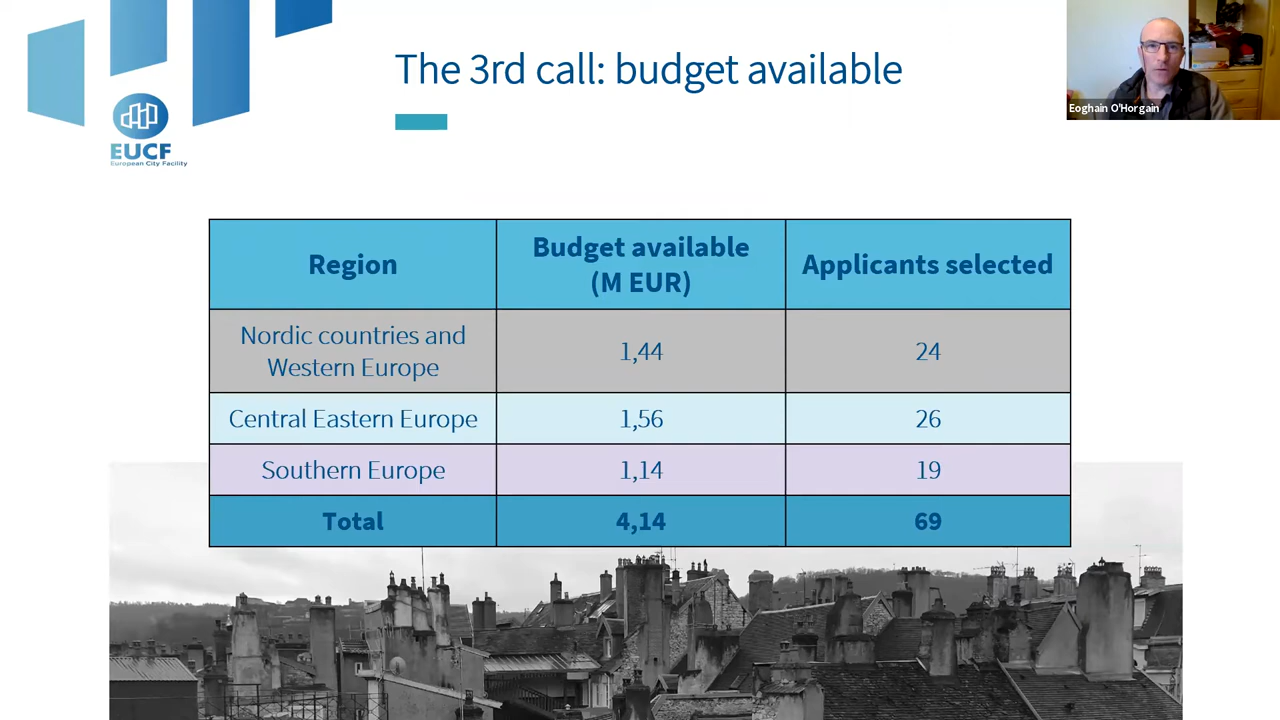 The 3rd call: budget available
Eoghain O'Horgain
EUCF
European City Facility
Region
Budget available
(M EUR)
Applicants selected
Nordic countries and
Western Europe
1,44
24
Central Eastern Europe
1,56
26
Southern Europe
1,14
19
Total
4,14
69